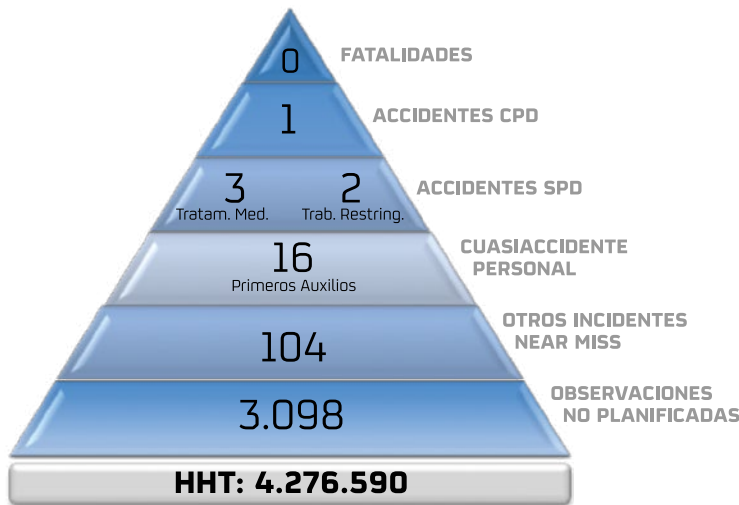 0
FATALIDADES
1
ACCIDENTES CPD
3 2
Tratam. Med. Trab. Restring.
ACCIDENTES SPD
16
Primeros Auxilios
CUASIACCIDENTE
PERSONAL
104
OTROS INCIDENTES
NEAR MISS
3.098
OBSERVACIONES
NO PLANIFICADAS
HHT: 4.276.590